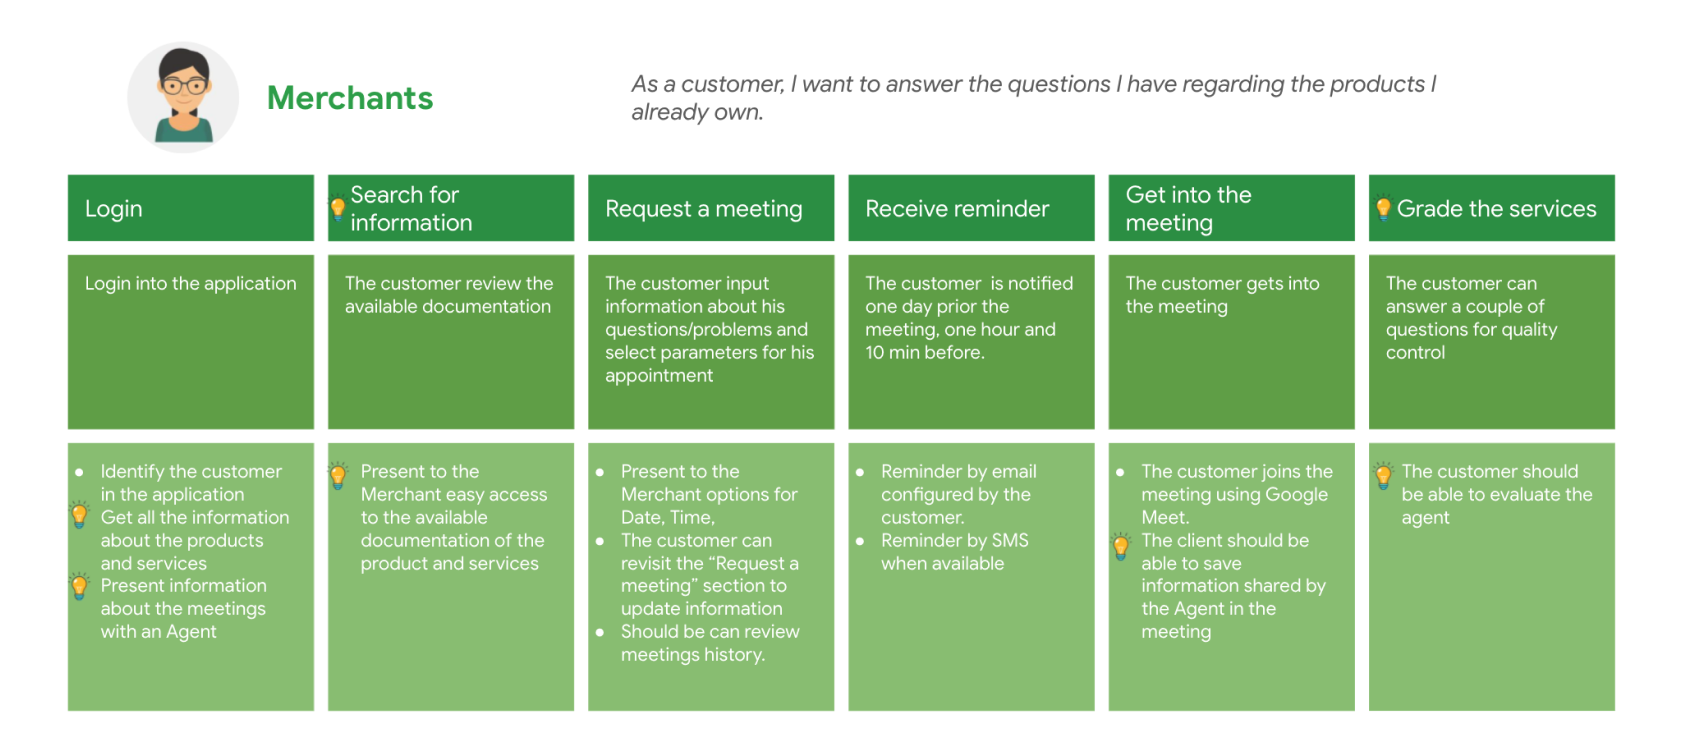 Merchants
As a customer, I want to answer the questions I have regarding the products I
already own.
Login
Search for
information
Request a meeting
Receive reminder
Get into the
meeting
Grade the services
Login into the application
The customer review the
available documentation
The customer input
information about his
questions/problems and
select parameters for his
appointment
The customer  is notified
one day prior the
meeting, one hour and
10 min before.
The customer gets into
the meeting
The customer can
answer a couple of
questions for quality
control
● Identify the customer
in the application
Get all the information
about the products
and services
Present information
about the meetings
with an Agent
Present to the
Merchant easy access
to the available
documentation of the
product and services
● Present to the
Merchant options for
Date, Time,
● The customer can
revisit the “Request a
meeting” section to
update information
● Should be can review
meetings history.
● Reminder by email
configured by the
customer.
● Reminder by SMS
when available
● The customer joins the
meeting using Google
Meet.
The client should be
able to save
information shared by
the Agent in the
meeting
The customer should
be able to evaluate the
agent